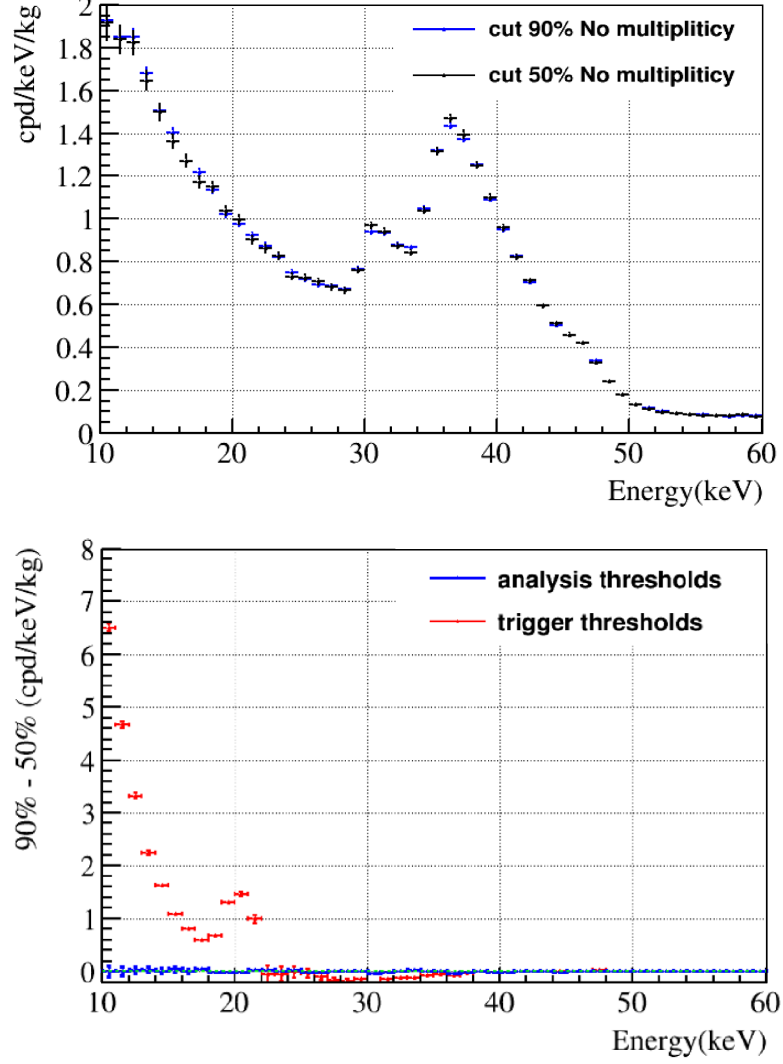 cpd/keV/kg
2
1.8
1.6
1.4
1.2
1
0.8
0.6
0.4
0.2
0
cut 90% No multipliticy
cut 50% No multipliticy
10 20 30 40 50 60
Energy(keV)
90% - 50% (cpd/keV/kg)
8
7
6
5
4
3
2
1
0
analysis thresholds
trigger thresholds
10 20 30 40 50 60
Energy(keV)